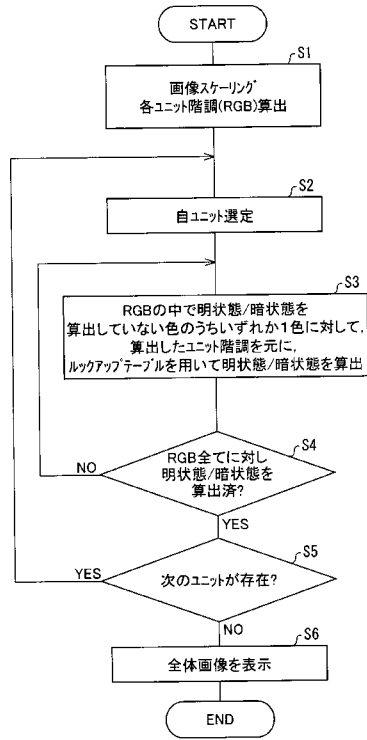 START
S1
画像スケーリング
各ユニット階調(RGB)算出
S2
自ユニット選定
S3
RGBの中で明状態/暗状態を
算出していない色のうちいずれか1色に対して,
算出したユニット階調を元に,
ルックアップテーブルを用いて明状態/暗状態を算出
S4
NO
RGB全てに対し
明状態/暗状態を
算出済?
YES
S5
YES
次のユニットが存在?
NO
S6
全体画像を表示
END